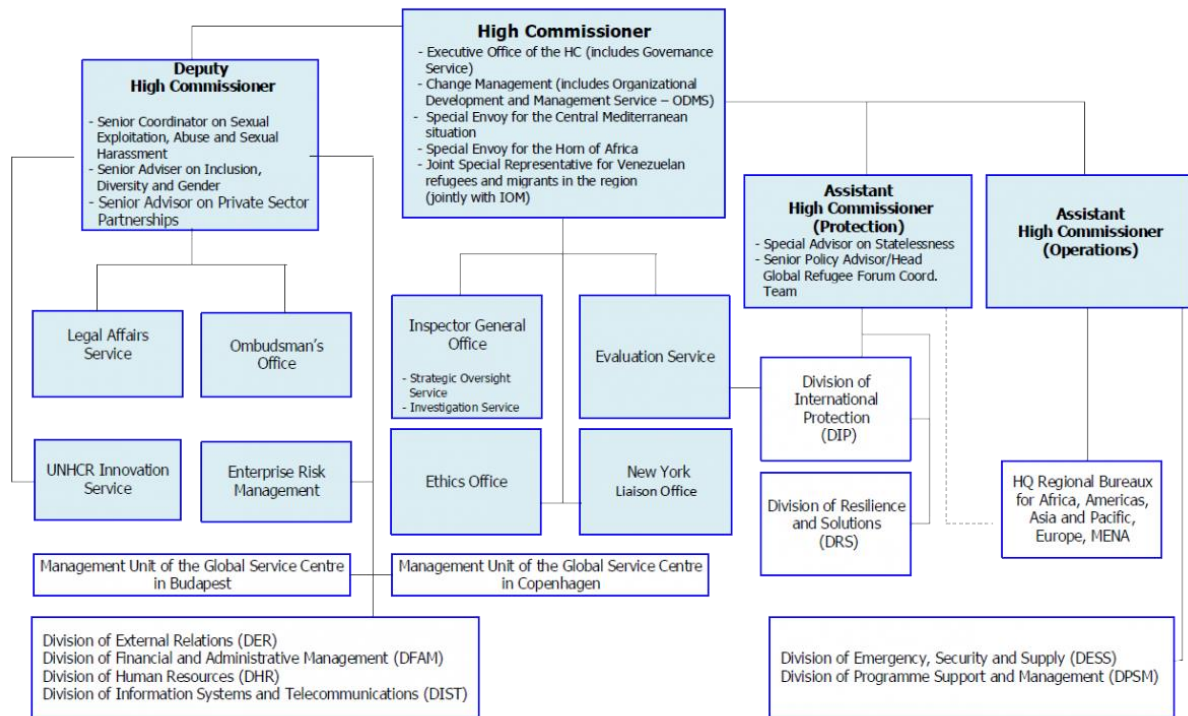 High Commissioner
- Executive Office of the HC (includes Governance
Service)
- Change Management (includes Organizational
Development and Management Service – ODMS)
- Special Envoy for the Central Mediterranean
situation
- Special Envoy for the Horn of Africa
- Joint Special Representative for Venezuelan
refugees and migrants in the region
(jointly with IOM)
Deputy
High Commissioner
- Senior Coordinator on Sexual
Exploitation, Abuse and Sexual
Harassment
- Senior Adviser on Inclusion,
Diversity and Gender
- Senior Advisor on Private Sector
Partnerships
Assistant
High Commissioner
(Protection)
- Special Advisor on Statelessness
- Senior Policy Advisor/Head
Global Refugee Forum Coord.
Team
Assistant
High Commissioner
(Operations)
Legal Affairs
Service
Ombudsman's
Office
Inspector General
Office
- Strategic Oversight
Service
- Investigation Service
Evaluation Service
Division of
International
Protection
(DIP)
UNHCR Innovation
Service
Enterprise Risk
Management
Ethics Office
New York
Liaison Office
Division of Resilience
and Solutions
(DRS)
HQ Regional Bureaux
for Africa, Americas,
Asia and Pacific,
Europe, MENA
Management Unit of the Global Service Centre
in Budapest
Management Unit of the Global Service Centre
in Copenhagen
Division of External Relations (DER)
Division of Financial and Administrative Management (DFAM)
Division of Human Resources (DHR)
Division of Information Systems and Telecommunications (DIST)
Division of Emergency, Security and Supply (DESS)
Division of Programme Support and Management (DPSM)